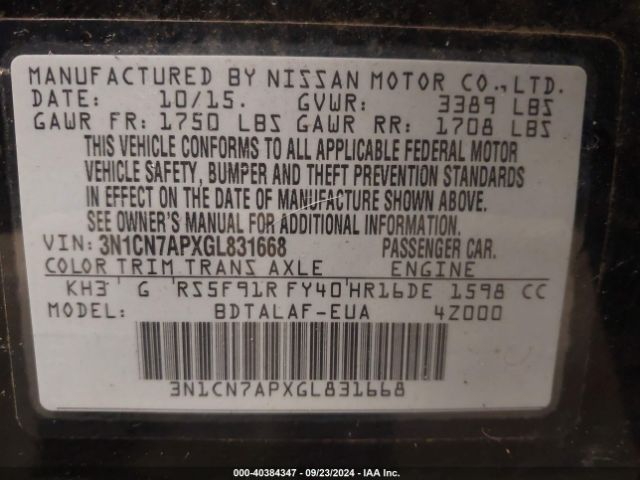 MANUFACTURED BY NISSAN MOTOR CO.,LTD.
DATE: 10/15. GVWR: 3389 LBS
GAWR FR: 1750 LBS GAWR RR: 1708 LBS
THIS VEHICLE CONFORMS TO ALL APPLICABLE FEDERAL MOTOR
VEHICLE SAFETY, BUMPER AND THEFT PREVENTION STANDARDS
IN EFFECT ON THE DATE OF MANUFACTURE SHOWN ABOVE.
SEE OWNER'S MANUAL FOR ADDITIONAL INFORMATION.
VIN: 3N1CN7APXGL831668 PASSENGER CAR.
COLOR TRIM TRANS AXLE ENGINE
KH3 G RS5F91R FY40 HR16DE 1598 CC
MODEL: BDTALAF-EUA 4Z000
3N1CN7APXGL831668
000-40384347 - 09/23/2024 - IAA Inc.